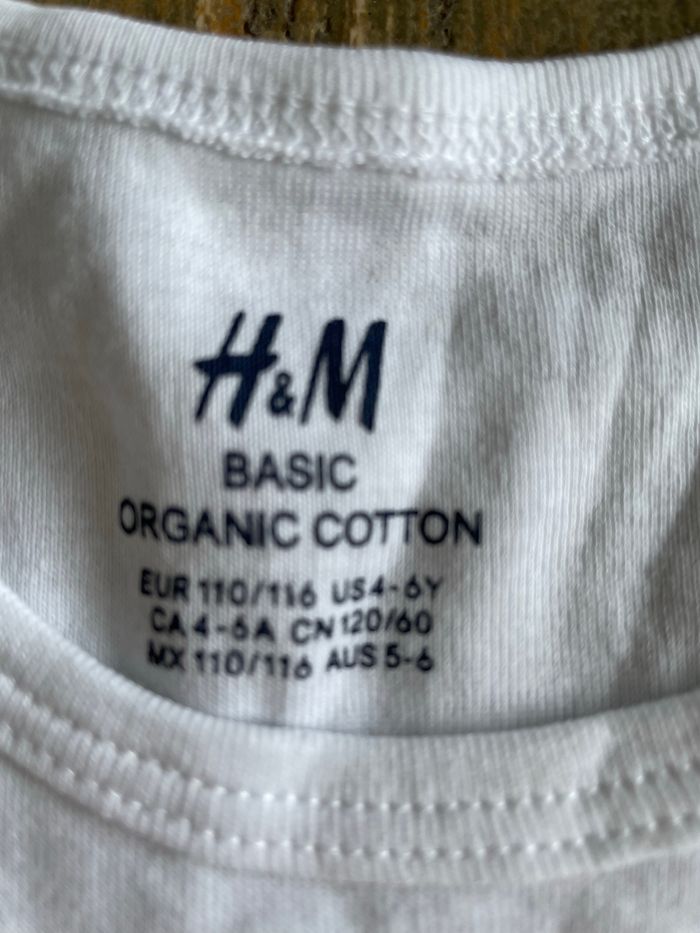 H&M
BASIC
ORGANIC COTTON
EUR 110/116 US 4-6Y
CA 4-6A CN 120/60
MX 110/116 AUS 5-6